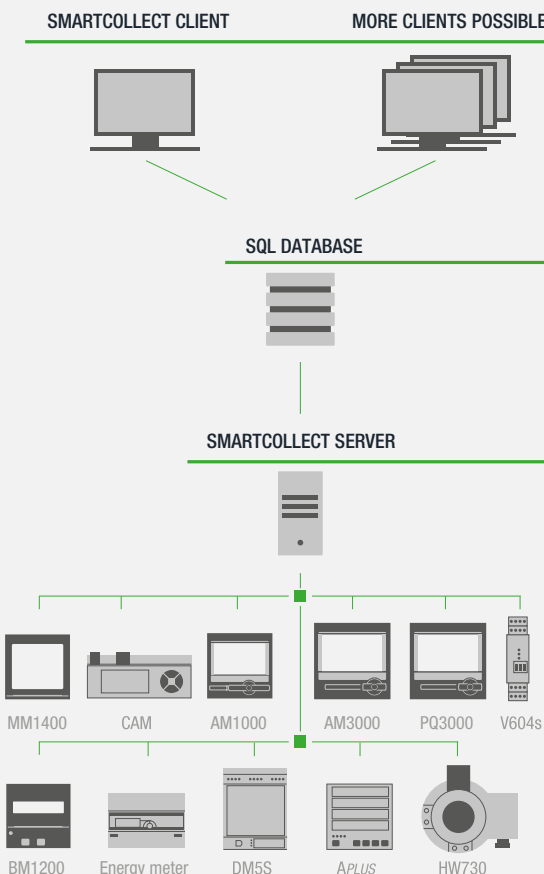 SMARTCOLLECT CLIENT MORE CLIENTS POSSIBLE
SQL DATABASE
SMARTCOLLECT SERVER
MM1400 CAM AM1000 AM3000 PQ3000 V604s
BM1200 Energy meter DM5S APLUS HW730